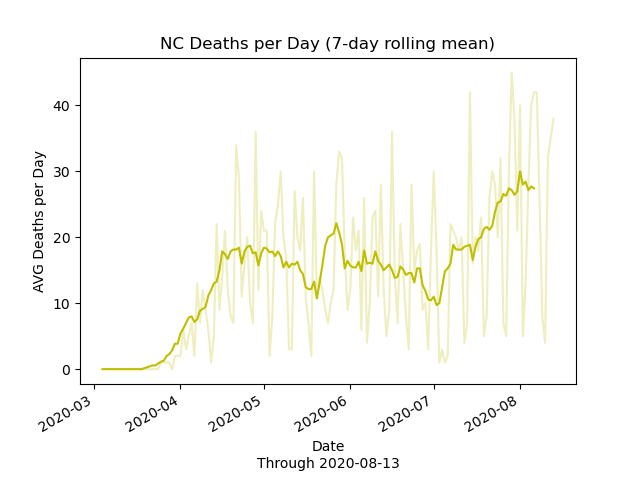 NC Deaths per Day (7-day rolling mean)
AVG Deaths per Day
40
30
20
10
0
2020-03
2020-04
2020-05
2020-06
2020-07
2020-08
Date
Through 2020-08-13